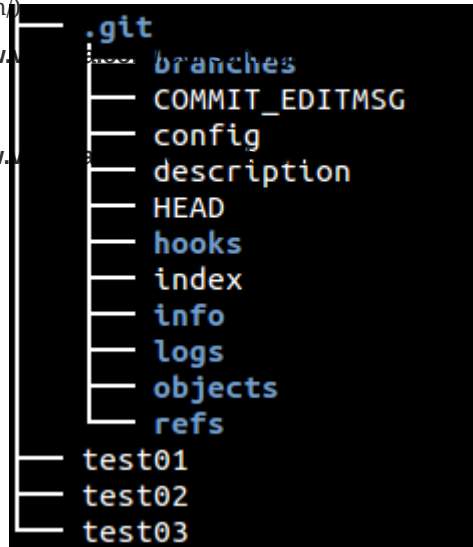 n/)
.git
branches
COMMIT_EDITMSG
config
description
HEAD
hooks
index
info
logs
objects
refs
test01
test02
test03